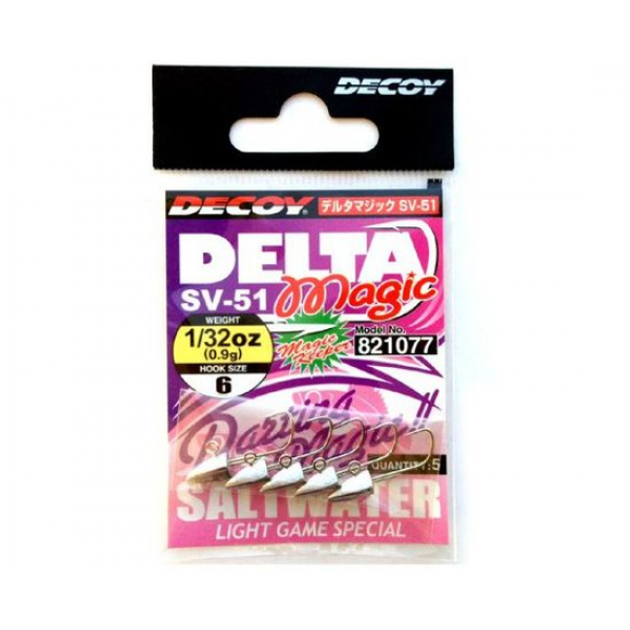 DECOY
DECOY デルタマジック SV-51
DELTA
SV-51 magic
WEIGHT
1/32oz
(0.9g)
HOOK SIZE
6
Magic Keeper
Model No.
821077
Darting
Magic!!
QUANTITY:5
SALTWATER
LIGHT GAME SPECIAL